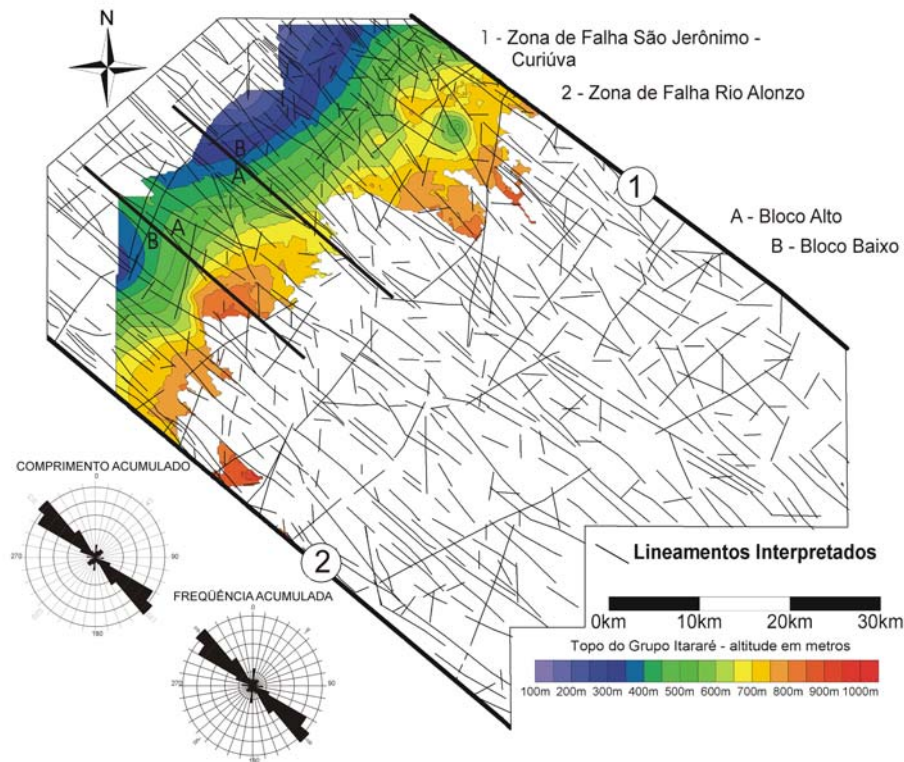 N
1 - Zona de Falha São Jerônimo -
Curiúva
2 - Zona de Falha Rio Alonzo
1
A - Bloco Alto
B - Bloco Baixo
B
A
A
B
COMPRIMENTO ACUMULADO
0
270
90
180
2
FREQÜÊNCIA ACUMULADA
0
270
90
180
Lineamentos Interpretados
0km 10km 20km 30km
Topo do Grupo Itararé - altitude em metros
100m 200m 300m 400m 500m 600m 700m 800m 900m 1000m